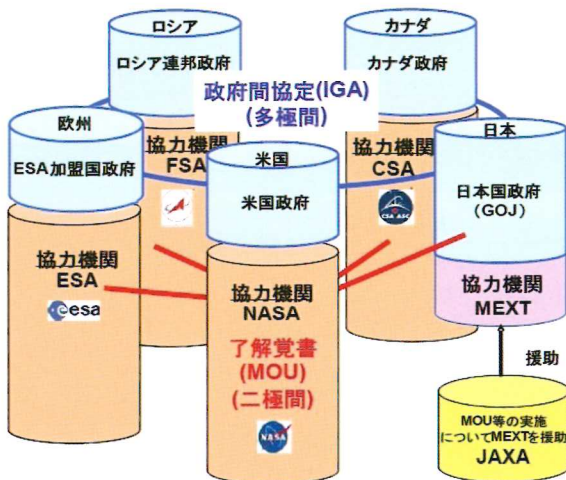 ロシア
ロシア連邦政府
カナダ
カナダ政府
政府間協定(IGA)
(多極間)
欧州
ESA加盟国政府
協力機関
FSA
米国
米国政府
協力機関
CSA
CSA ASC
日本
日本国政府
(GOJ)
協力機関
ESA
esa
協力機関
NASA
了解覚書
(MOU)
(二極間)
NASA
協力機関
MEXT
援助
MOU等の実施
についてMEXTを援助
JAXA